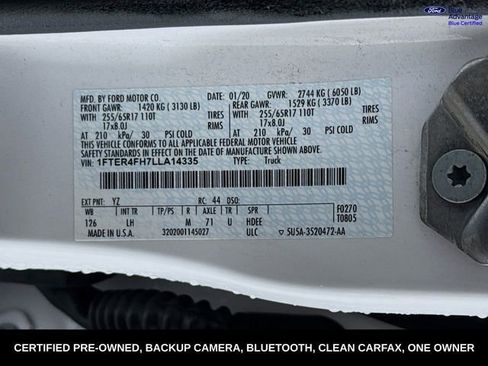 Ford
Blue
Advantage
Blue Certified
MFD. BY FORD MOTOR CO.
01/20 GVWR: 2744 KG (6050 LB)
FRONT GAWR: 1420 KG (3130 LB) REAR GAWR: 1529 KG (3370 LB)
WITH 255/65R17 110T TIRES WITH 255/65R17 110T TIRES
17x8.0J RIMS 17x8.0J RIMS
AT 210 kPa/ 30 PSI COLD AT 210 kPa/ 30 PSI COLD
THIS VEHICLE CONFORMS TO ALL APPLICABLE FEDERAL MOTOR VEHICLE
SAFETY STANDARDS IN EFFECT ON THE DATE OF MANUFACTURE SHOWN ABOVE.
VIN: 1FTER4FH7LLA14335 TYPE: Truck
EXT PNT: YZ RC: 44 DSO: F0270
WB INT TR TP/PS R AXLE TR SPR T0805
126 LH M 71 U HDEE
MADE IN U.S.A. 3202001145027 ULC 5U5A-3520472-AA
CERTIFIED PRE-OWNED, BACKUP CAMERA, BLUETOOTH, CLEAN CARFAX, ONE OWNER